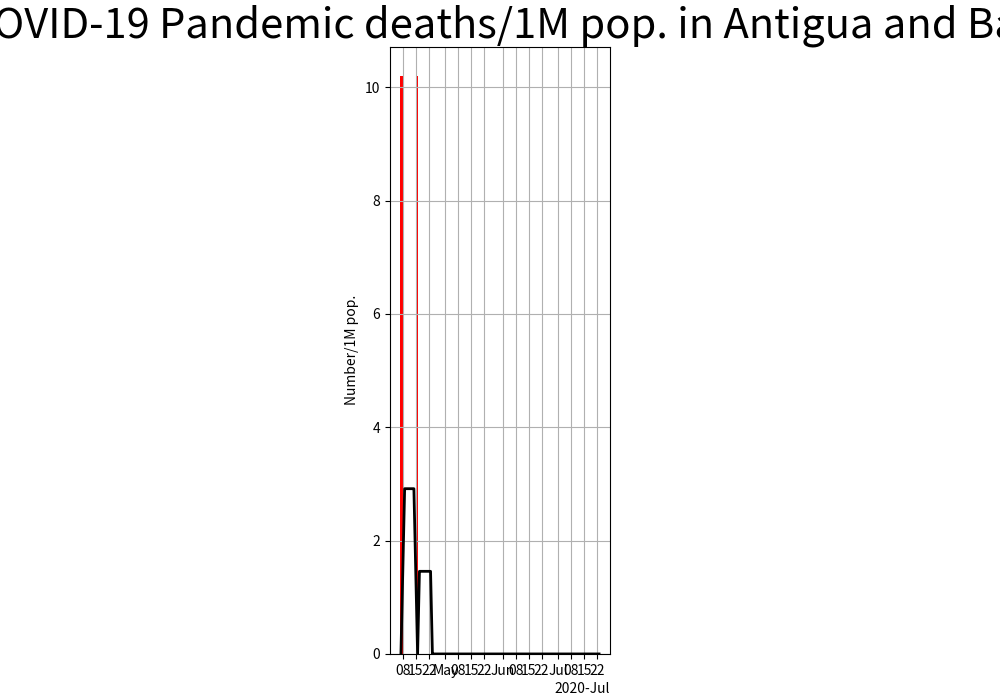 OVID-19 Pandemic deaths/1M pop. in Antigua and Ba
10
8
6
4
2
0
Number/1M pop.
08 15 22 May 08 15 22 Jun 08 15 22 Jul 08 15 22
2020-Jul